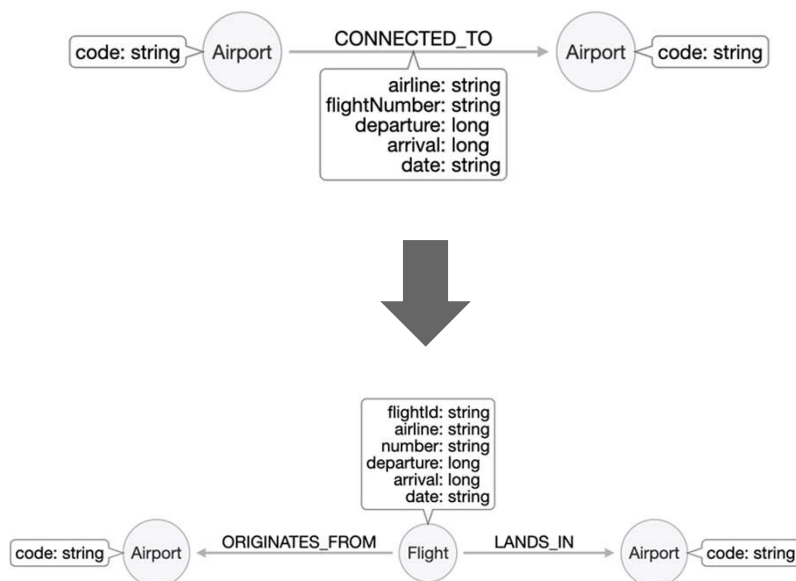 CONNECTED_TO
code: string
Airport
Airport
code: string
airline: string
flightNumber: string
departure: long
arrival: long
date: string
flightId: string
airline: string
number: string
departure: long
arrival: long
date: string
ORIGINATES_FROM
LANDS_IN
code: string
Airport
Flight
Airport
code: string